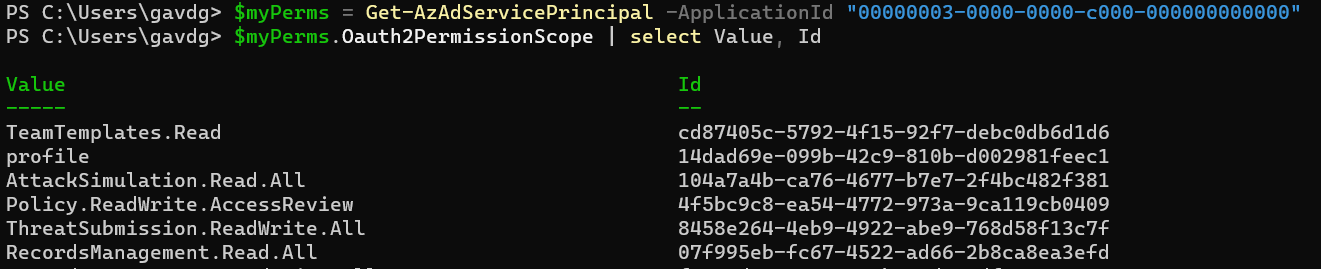 PS C:\Users\gavdg> $myPerms = Get-AzAdServicePrincipal -ApplicationId "00000003-0000-0000-c000-000000000000"
PS C:\Users\gavdg> $myPerms.Oauth2PermissionScope | select Value, Id
Value Id
----- --
TeamTemplates.Read cd87405c-5792-4f15-92f7-debc0db6d1d6
profile 14dad69e-099b-42c9-810b-d002981feec1
AttackSimulation.Read.All 104a7a4b-ca76-4677-b7e7-2f4bc482f381
Policy.ReadWrite.AccessReview 4f5bc9c8-ea54-4772-973a-9ca119cb0409
ThreatSubmission.ReadWrite.All 8458e264-4eb9-4922-abe9-768d58f13c7f
RecordsManagement.Read.All 07f995eb-fc67-4522-ad66-2b8ca8ea3efd